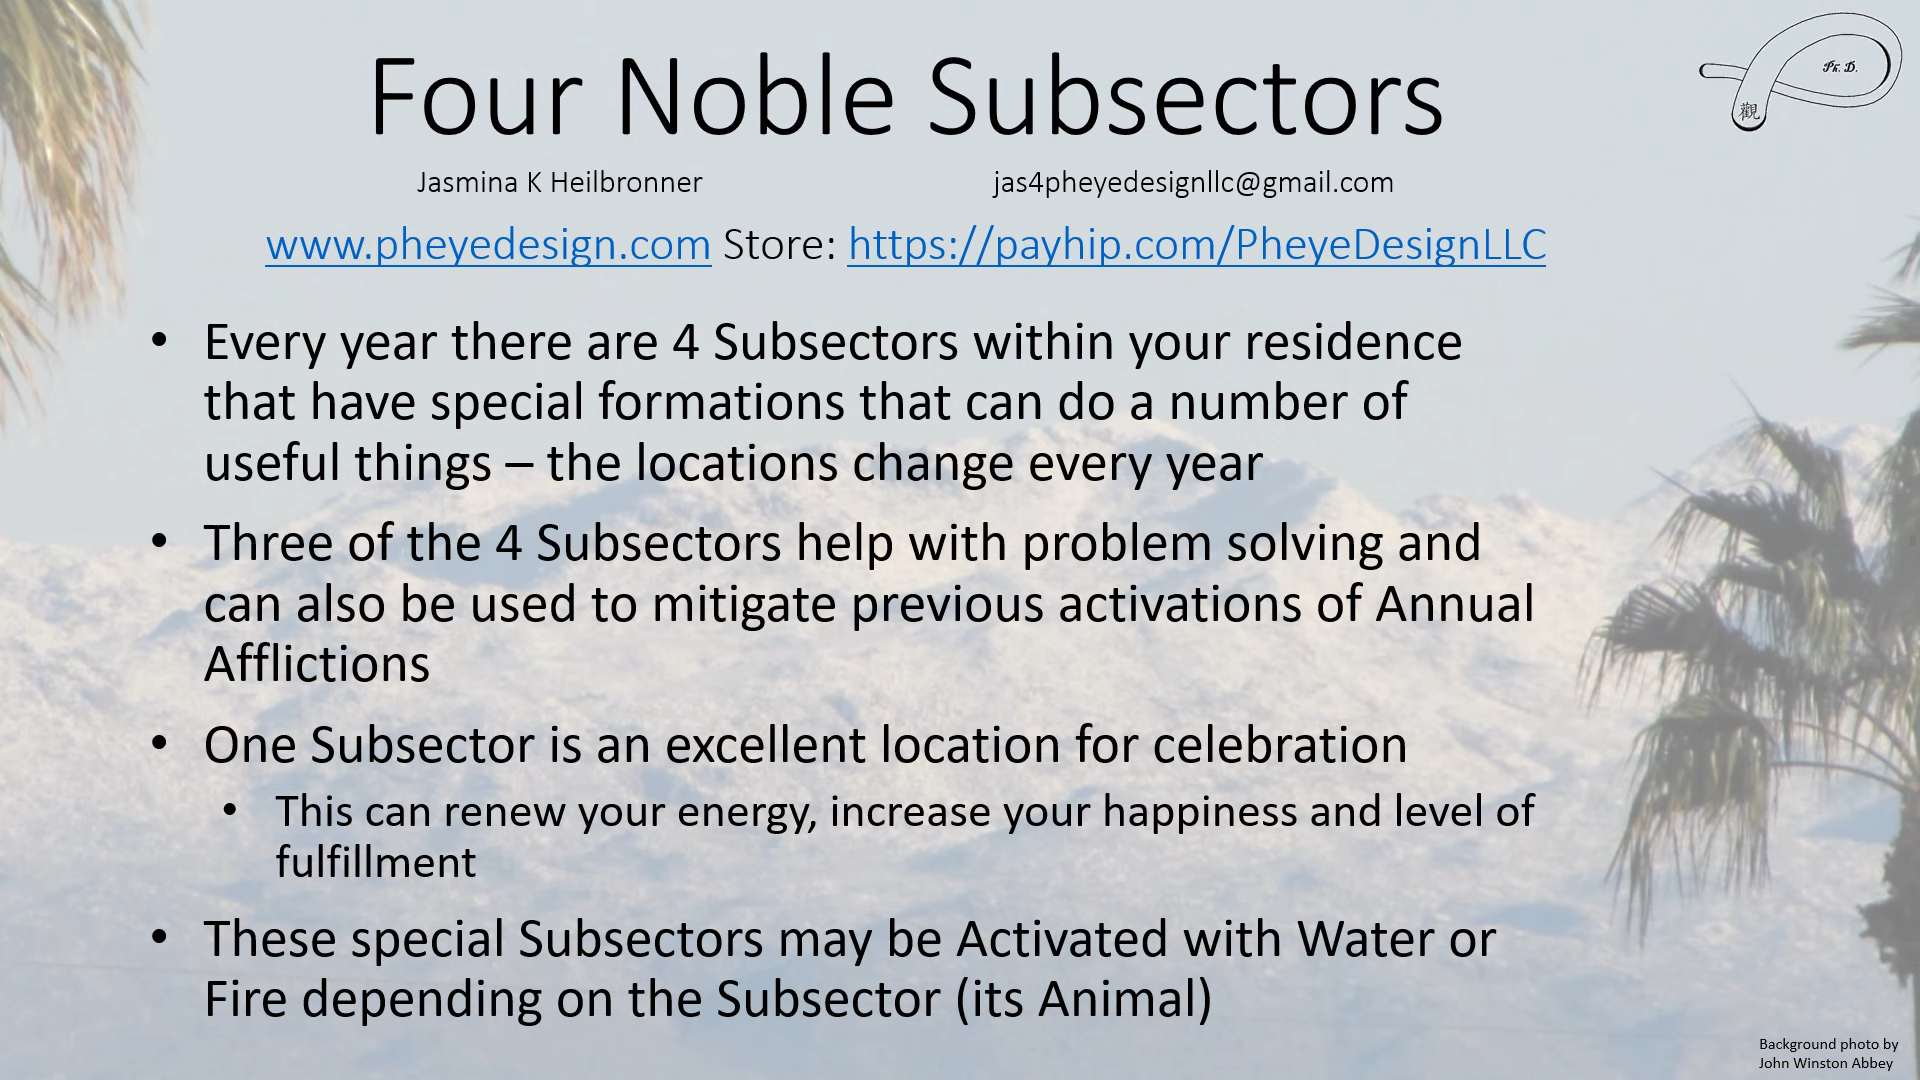 Four Noble Subsectors
Ph. D.
觀
Jasmina K Heilbronner jas4pheyedesignllc@gmail.com
www.pheyedesign.com Store: https://payhip.com/PheyeDesignLLC
• Every year there are 4 Subsectors within your residence
that have special formations that can do a number of
useful things – the locations change every year
• Three of the 4 Subsectors help with problem solving and
can also be used to mitigate previous activations of Annual
Afflictions
• One Subsector is an excellent location for celebration
• This can renew your energy, increase your happiness and level of
fulfillment
• These special Subsectors may be Activated with Water or
Fire depending on the Subsector (its Animal)
Background photo by
John Winston Abbey